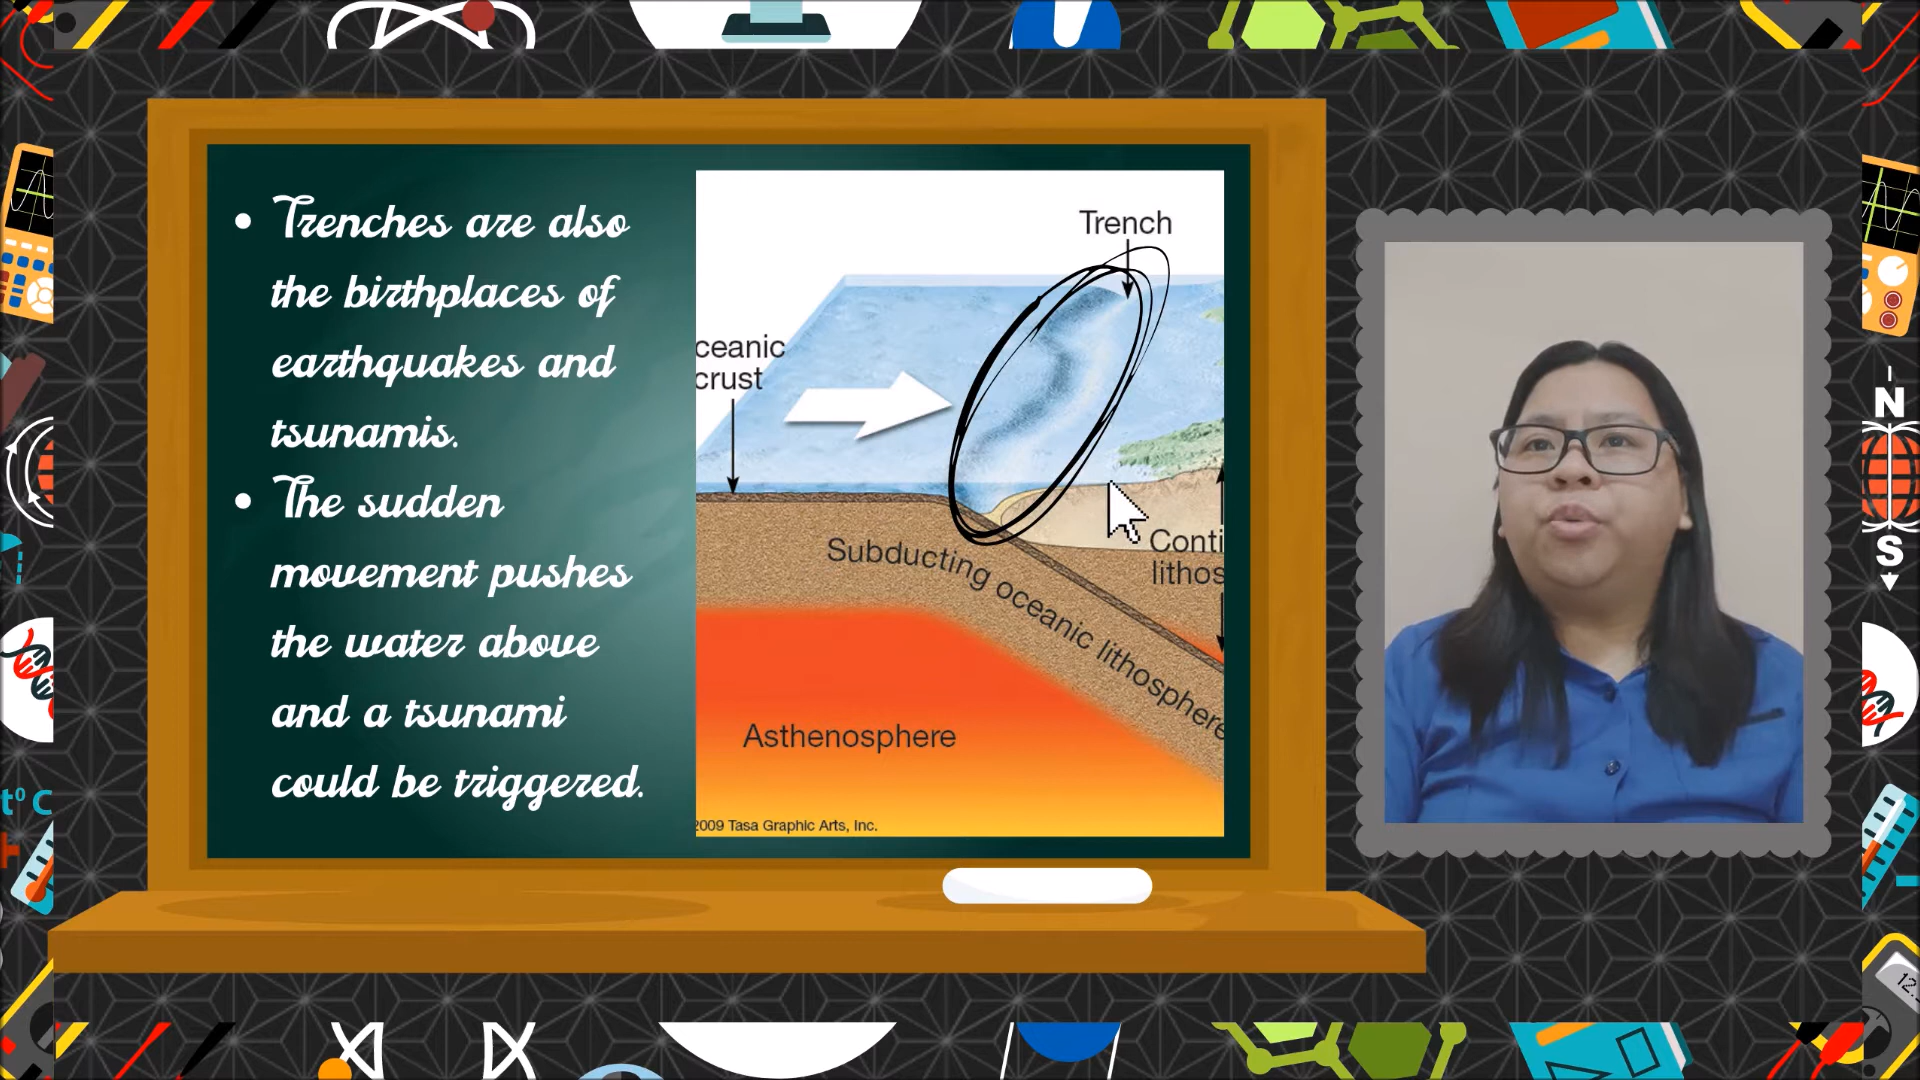 • Trenches are also
the birthplaces of
earthquakes and
tsunamis.
• The sudden
movement pushes
the water above
and a tsunami
could be triggered.
Trench
ceanic
crust
Conti
lithos
Subducting oceanic lithosphere
Asthenosphere
2009 Tasa Graphic Arts, Inc.
N
S
t° C
12.